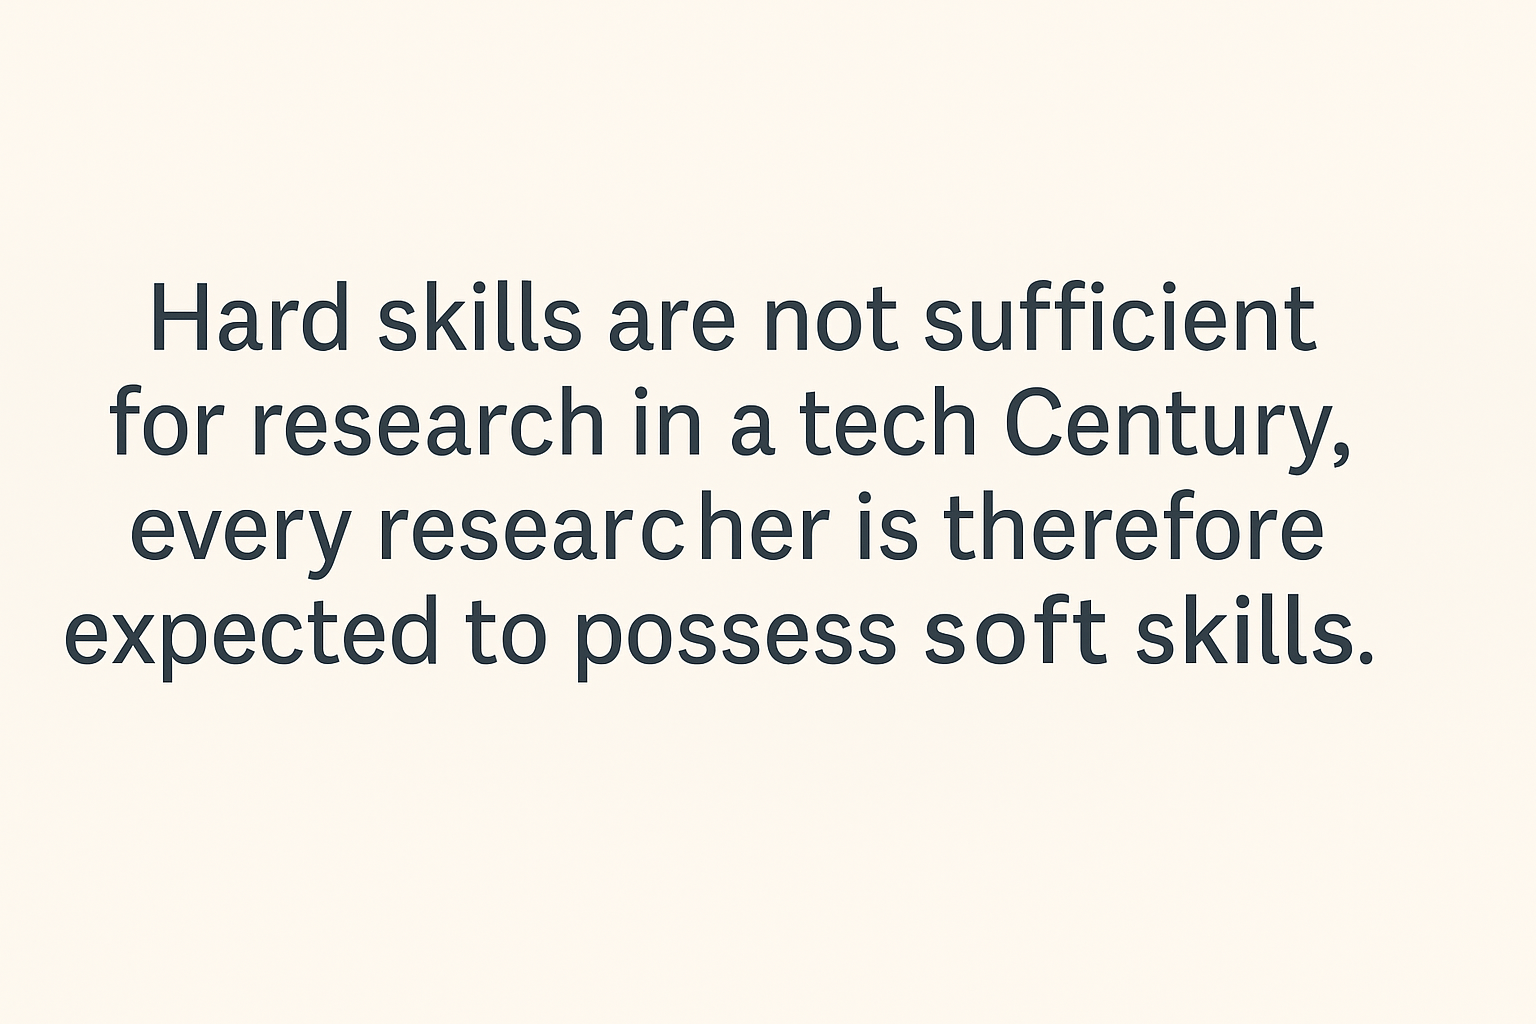 Hard skills are not sufficient
for research in a tech Century,
every researcher is therefore
expected to possess soft skills.